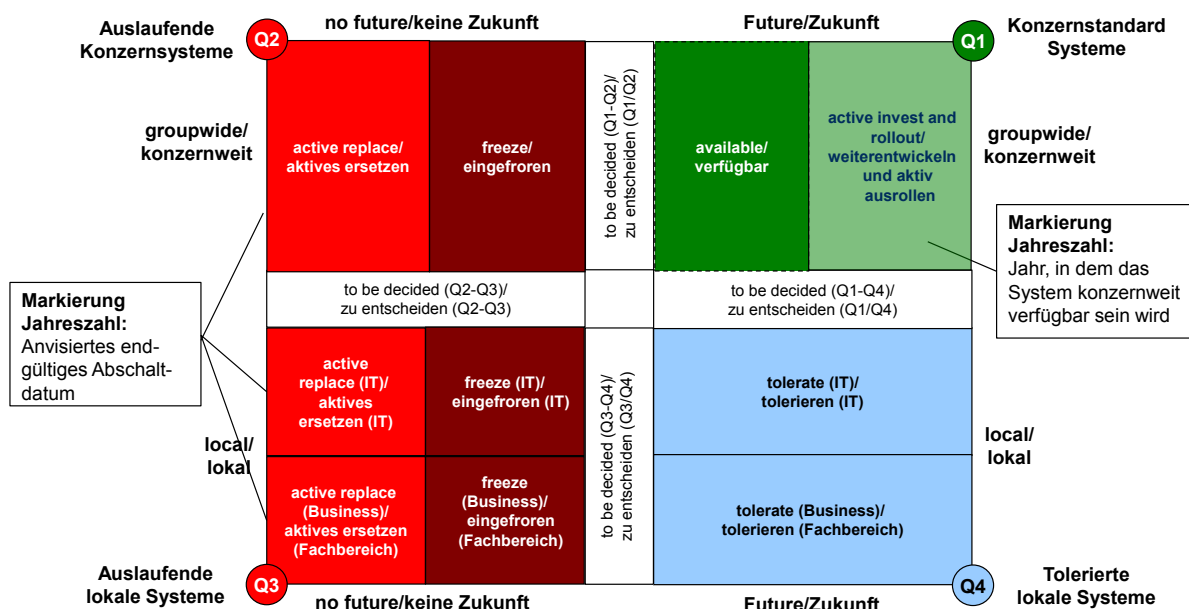 Auslaufende
Konzernsysteme
Q2
no future/keine Zukunft
Future/Zukunft
Q1
Konzernstandard
Systeme
groupwide/
konzernweit
active replace/
aktives ersetzen
freeze/
eingefroren
to be decided (Q1-Q2)/
zu entscheiden (Q1/Q2)
available/
verfügbar
active invest and
rollout/
weiterentwickeln
und aktiv
ausrollen
groupwide/
konzernweit
Markierung
Jahreszahl:
Jahr, in dem das
System konzernweit
verfügbar sein wird
to be decided (Q2-Q3)/
zu entscheiden (Q2-Q3)
to be decided (Q1-Q4)/
zu entscheiden (Q1/Q4)
Markierung
Jahreszahl:
Anvisiertes end-
gültiges Abschalt-
datum
active
replace (IT)/
aktives
ersetzen (IT)
freeze (IT)/
eingefroren (IT)
to be decided (Q3-Q4)/
zu entscheiden (Q3/Q4)
tolerate (IT)/
tolerieren (IT)
local/
lokal
local/
lokal
active replace
(Business)/
aktives ersetzen
(Fachbereich)
freeze
(Business)/
eingefroren
(Fachbereich)
tolerate (Business)/
tolerieren (Fachbereich)
Auslaufende
lokale Systeme
Q3
no future/keine Zukunft
Future/Zukunft
Q4
Tolerierte
lokale Systeme